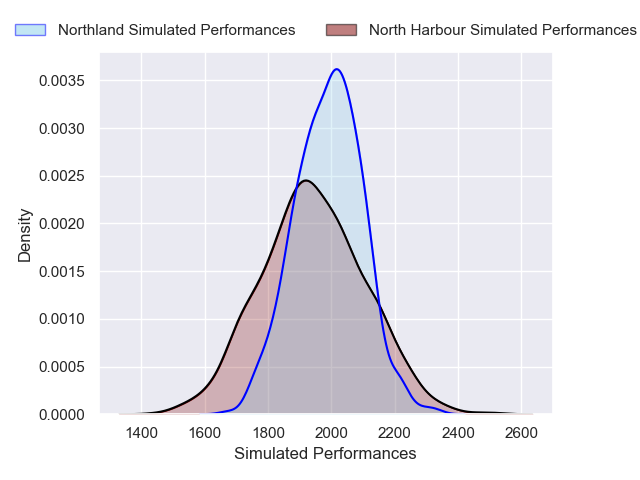 Northland Simulated Performances
North Harbour Simulated Performances
Density
0.0035
0.0030
0.0025
0.0020
0.0015
0.0010
0.0005
0.0000
1400 1600 1800 2000 2200 2400 2600
Simulated Performances